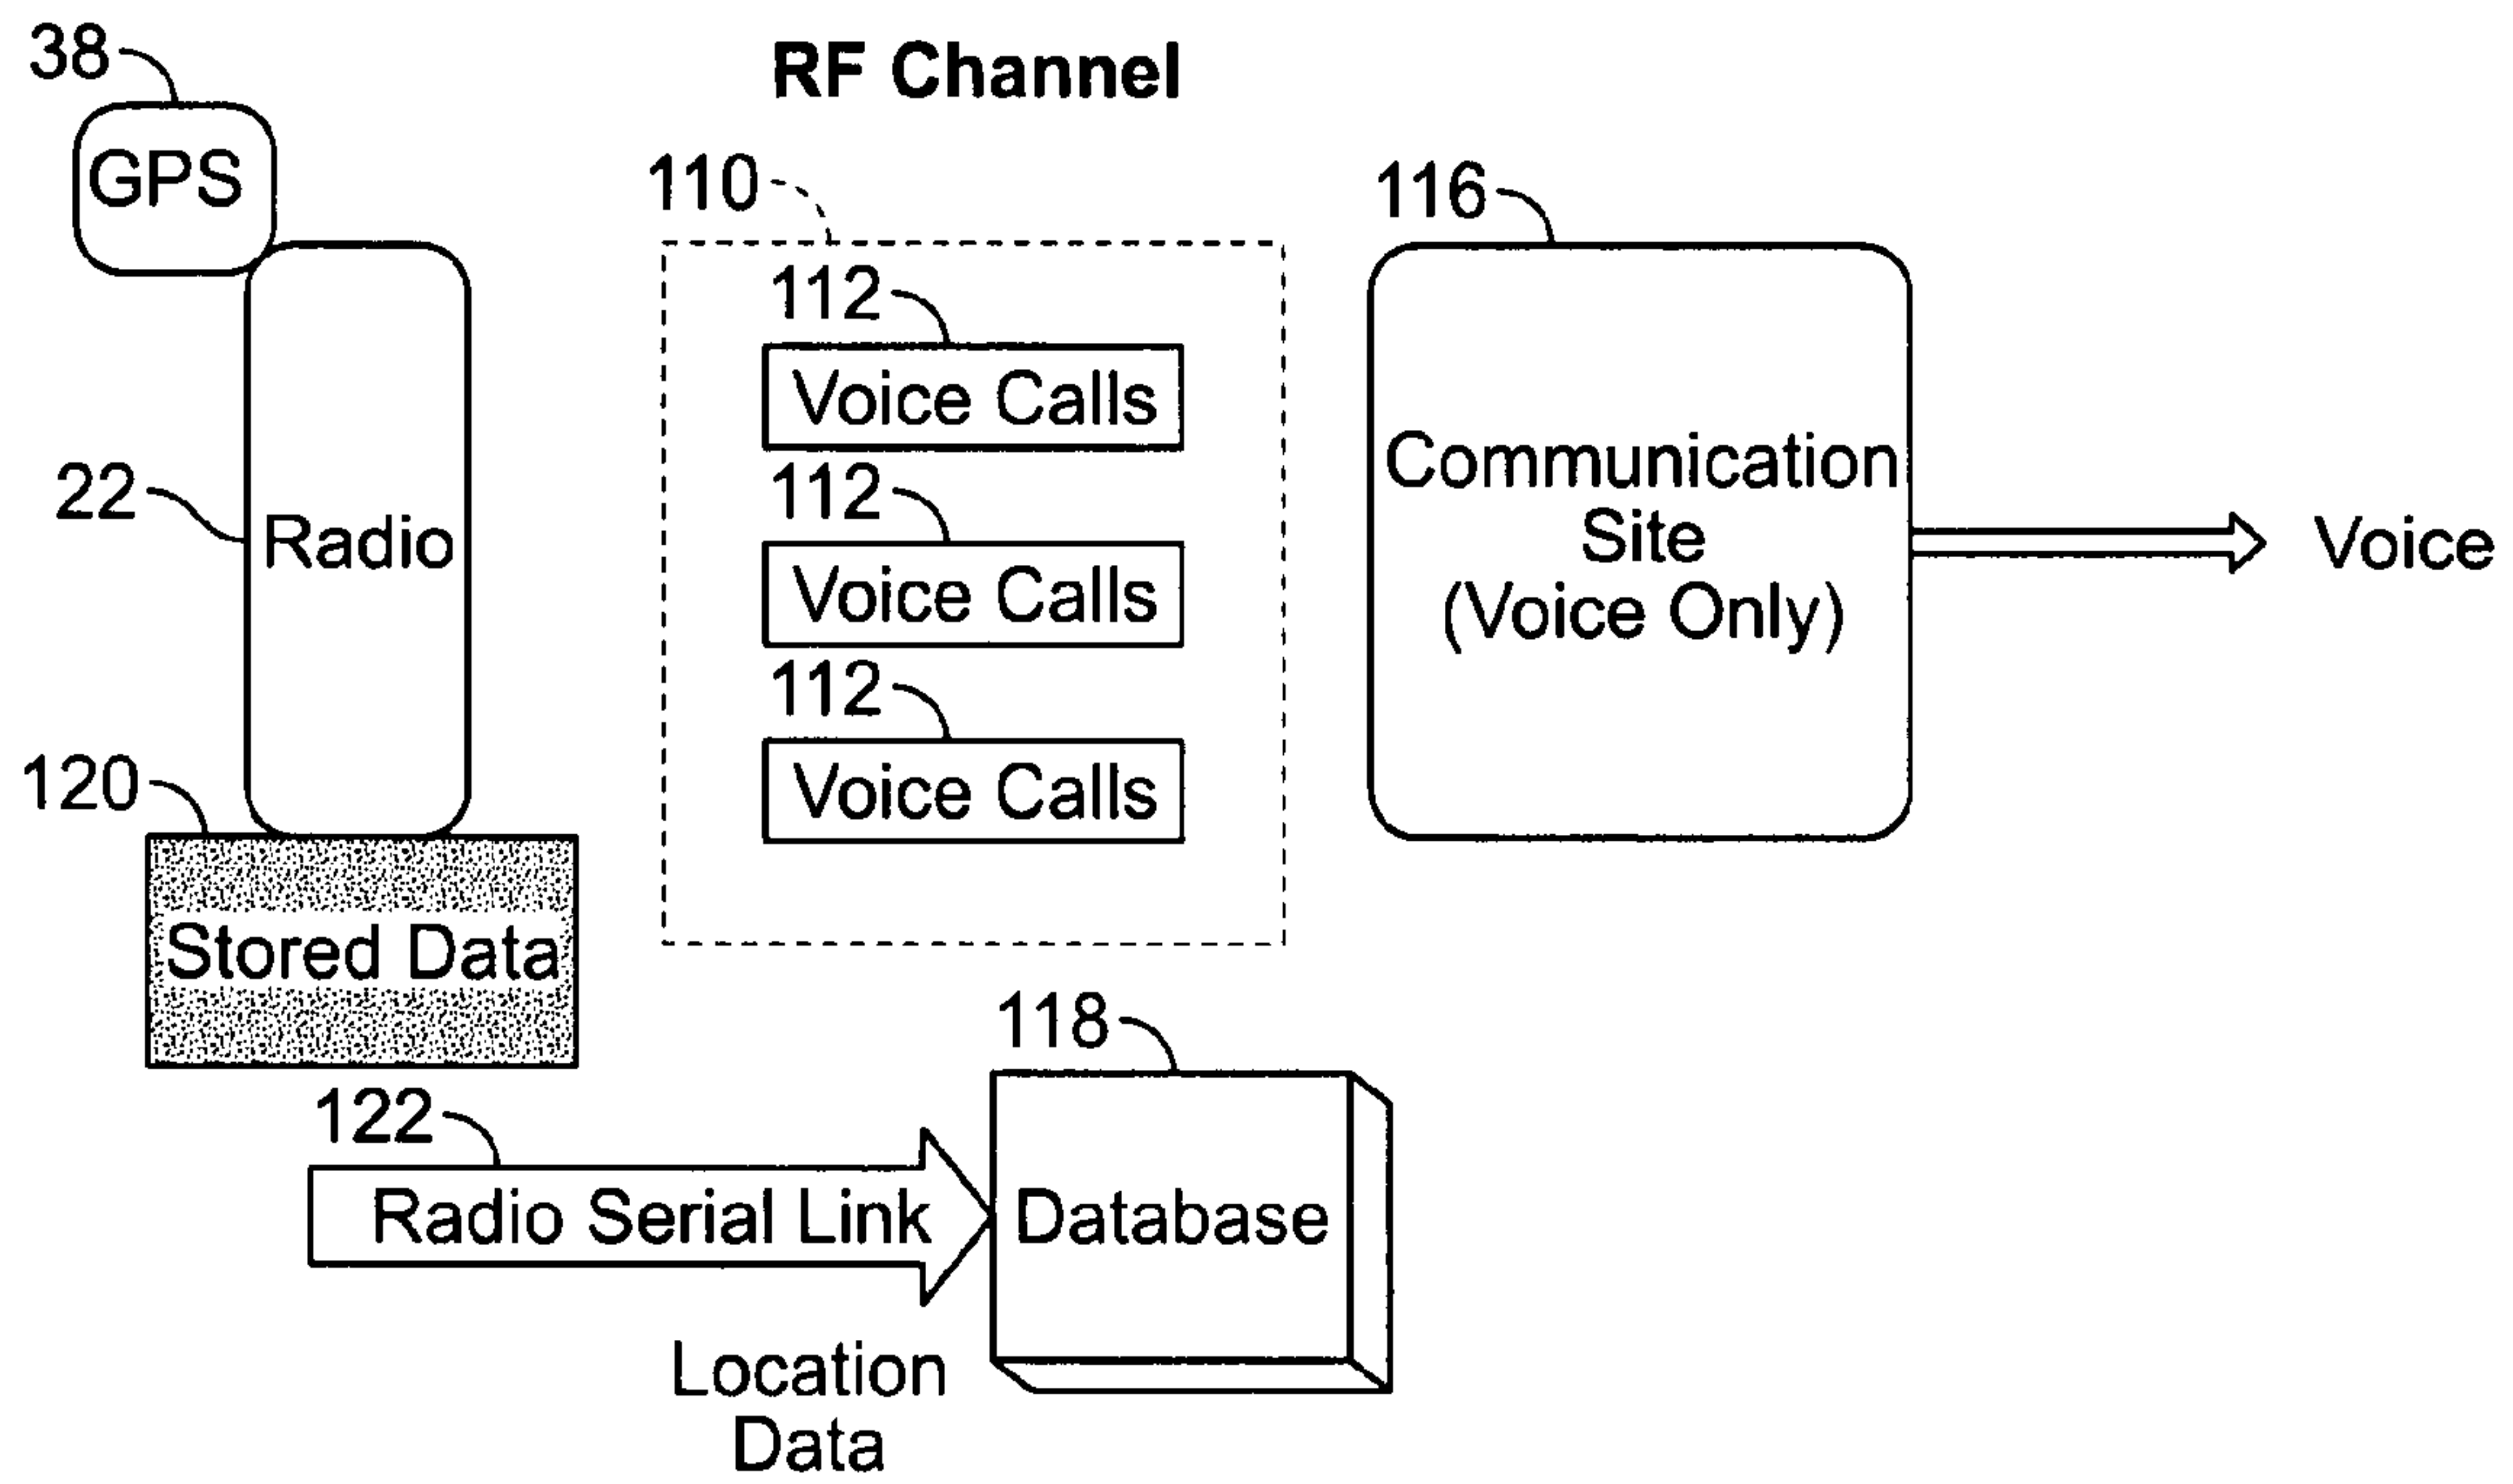 38
RF Channel
GPS
110
116
112
Voice Calls
22
Radio
112
Voice Calls
112
Voice Calls
Communication
Site
(Voice Only)
Voice
120
Stored Data
118
122
Radio Serial Link
Database
Location
Data